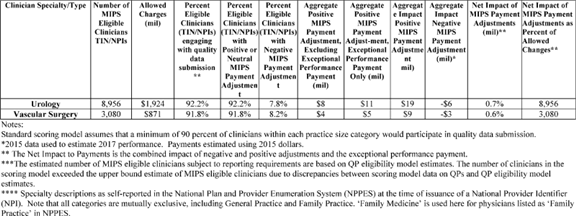 Clinician Specialty/Type | Number of MIPS Eligible Clinicians TIN/NPIs | Allowed Charges (mil) | Percent Eligible Clinicians (TIN/NPIs) engaging with quality data submission ** | Percent Eligible Clinicians (TIN/NPIs) with Positive or Neutral MIPS Payment Adjustment | Percent Eligible Clinicians (TIN/NPIs) with Negative MIPS Payment Adjustment | Aggregate Positive MIPS Payment Adjustment, Excluding Exceptional Performance Payment (mil) | Aggregate Positive MIPS Payment Adjust-ment, Exceptional Performance Payment Only (mil) | Aggregate Impact Positive MIPS Payment Adjustment mil) | Aggregate Impact Negative MIPS Payment Adjustment (mil)* | Net Impact of MIPS Payment Adjustments (mil)** | Net Impact of MIPS Payment Adjustments as Percent of Allowed Changes**
Urology | 8,956 | $1,924 | 92.2% | 92.2% | 7.8% | $8 | $11 | $19 | -$6 | 0.7% | 8,956
Vascular Surgery | 3,080 | $871 | 91.8% | 91.8% | 8.2% | $4 | $5 | $9 | -$3 | 0.6% | 3,080
Notes:
Standard scoring model assumes that a minimum of 90 percent of clinicians within each practice size category would participate in quality data submission.
*2015 data used to estimate 2017 performance. Payments estimated using 2015 dollars.
** The Net Impact to Payments is the combined impact of negative and positive adjustments and the exceptional performance payment.
***The estimated number of MIPS eligible clinicians subject to reporting requirements are based on QP eligibility model estimates. The number of clinicians in the
scoring model exceeded the upper bound estimate of MIPS eligible clinicians due to discrepancies between scoring model data on QPs and QP eligibility model
estimates.
**** Specialty descriptions as self-reported in the National Plan and Provider Enumeration System (NPPES) at the time of issuance of a National Provider Identifier
(NPI). Note that all categories are mutually exclusive, including General Practice and Family Practice. 'Family Medicine' is used here for physicians listed as 'Family
Practice' in NPPES.